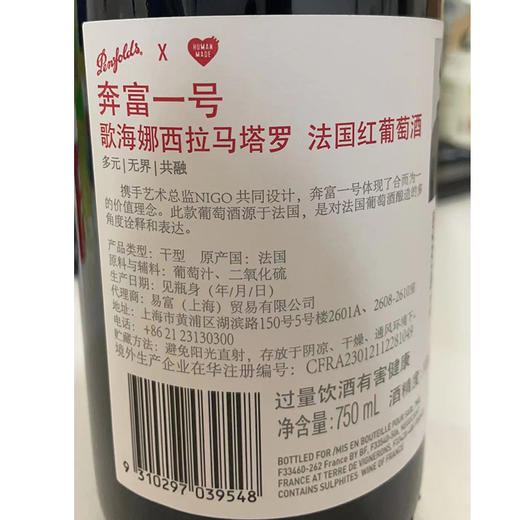 Penfolds X HUMAN MADE
奔富一号
歌海娜西拉马塔罗 法国红葡萄酒
多元|无界|共融
携手艺术总监NIGO 共同设计，奔富一号体现了合而为一
的价值理念。此款葡萄酒源于法国，是对法国葡萄酒酿造的多
角度诠释和表达。
产品类型：干型 原产国：法国
原料与辅料：葡萄汁、二氧化硫
生产日期：见瓶身（年/月/日）
代理商：易富（上海）贸易有限公司
地址：上海市黄浦区湖滨路150号5号楼2601A、2608-2610室
电话：+86 21 23130300
贮藏方法：避免阳光直射，存放于阴凉、干燥、通风环境下。
境外生产企业在华注册编号：CFRA23012112281049
过量饮酒有害健康
净含量：750 mL 酒精度
BOTTLED FOR /MIS EN BOUTEILLE POUR
F33460-262 France BY BF, F33540-506,
FRANCE AT TERRE DE VIGNERONS,
CONTAINS SULPHITES WINE OF FRANCE
9 310297 039548